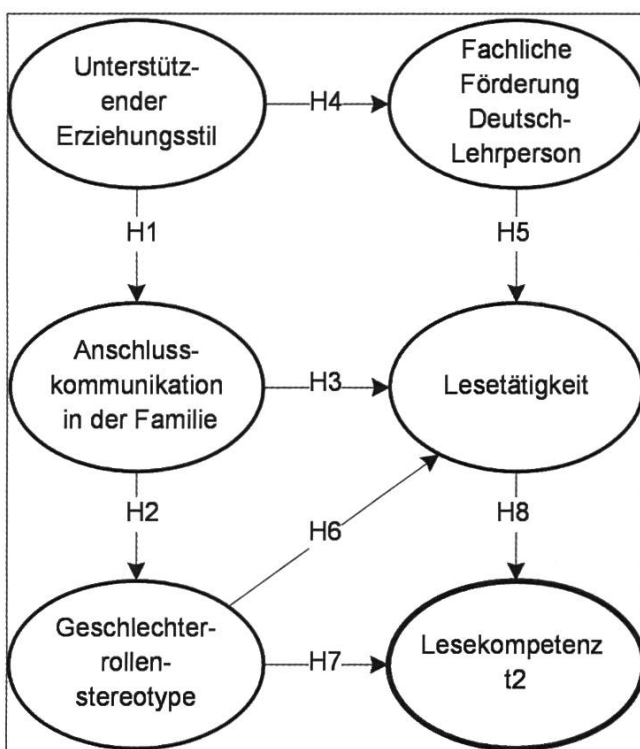 Unterstütz-
ender
Erziehungsstil
H4
Fachliche
Förderung
Deutsch-
Lehrperson
H1
H5
Anschluss-
kommunikation
in der Familie
H3
Lesetätigkeit
H2
H6
H8
Geschlechter-
rollen-
stereotype
H7
Lesekompetenz
t2